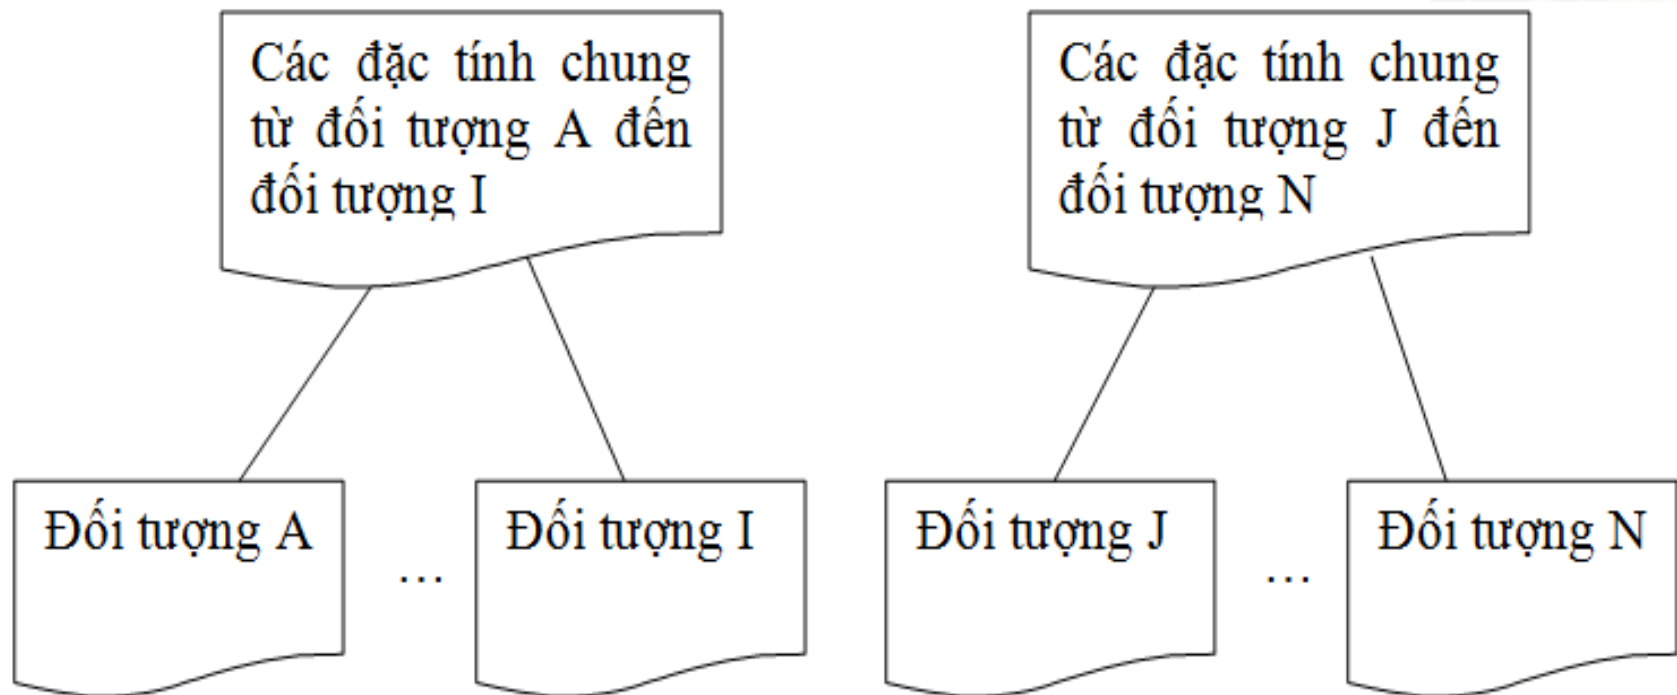 Các đặc tính chung
từ đối tượng A đến
đối tượng I
Các đặc tính chung
từ đối tượng J đến
đối tượng N
Đối tượng A
...
Đối tượng I
Đối tượng J
...
Đối tượng N